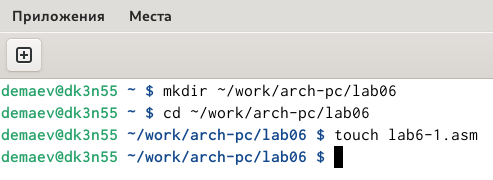 Приложения Места
demaev@dk3n55 ~ $ mkdir ~/work/arch-pc/lab06
demaev@dk3n55 ~ $ cd ~/work/arch-pc/lab06
demaev@dk3n55 ~/work/arch-pc/lab06 $ touch lab6-1.asm
demaev@dk3n55 ~/work/arch-pc/lab06 $